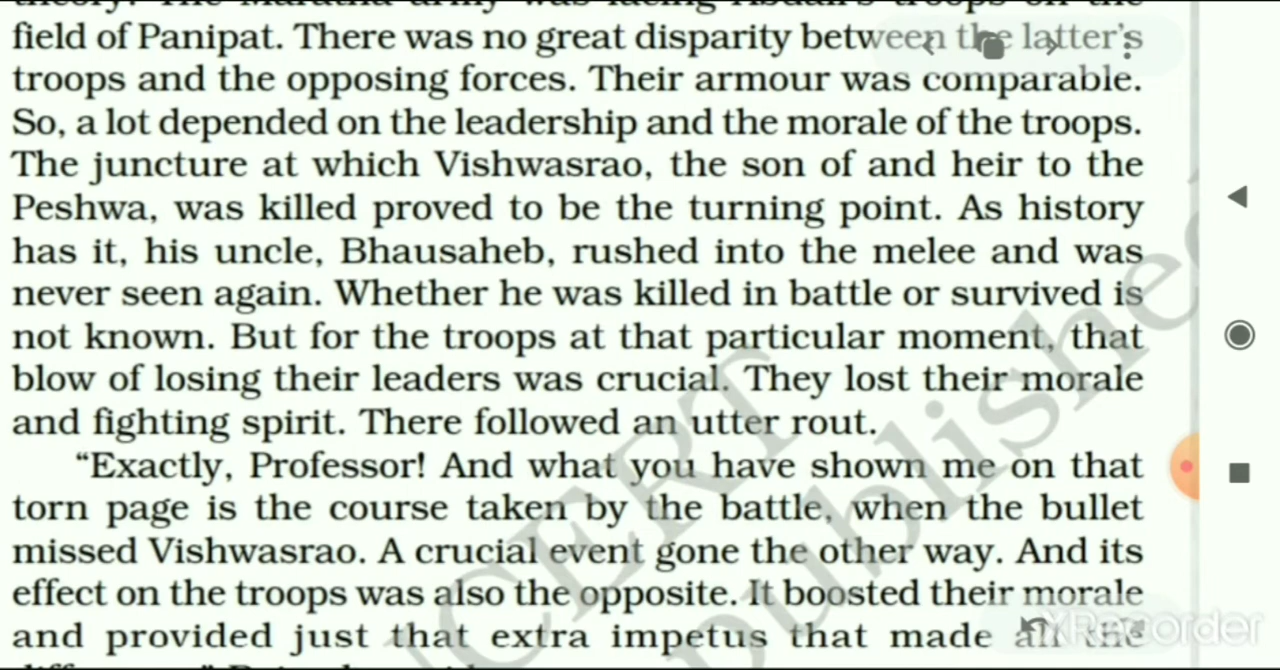 field of Panipat. There was no great disparity between the latter's
troops and the opposing forces. Their armour was comparable.
So, a lot depended on the leadership and the morale of the troops.
The juncture at which Vishwasrao, the son of and heir to the
Peshwa, was killed proved to be the turning point. As history
has it, his uncle, Bhausaheb, rushed into the melee and was
never seen again. Whether he was killed in battle or survived is
not known. But for the troops at that particular moment, that
blow of losing their leaders was crucial. They lost their morale
and fighting spirit. There followed an utter rout.
“Exactly, Professor! And what you have shown me on that
torn page is the course taken by the battle, when the bullet
missed Vishwasrao. A crucial event gone the other way. And its
effect on the troops was also the opposite. It boosted their morale
and provided just that extra impetus that made all the
NCERT
published
XRecorder